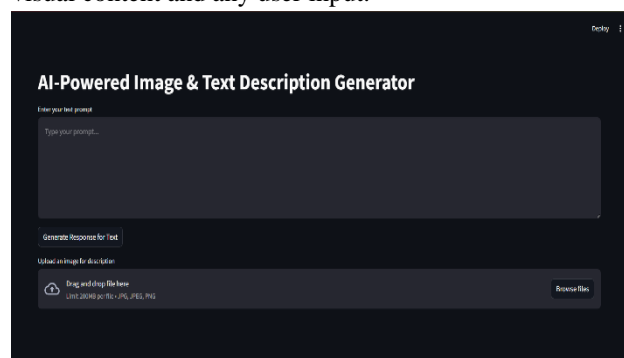 visual content and any user input.
Deploy
AI-Powered Image & Text Description Generator
Enter your text prompt
Type your prompt...
Generate Response for Text
Upload an image for description
Drag and drop file here
Limit 200MB per file • JPG, JPEG, PNG
Browse files